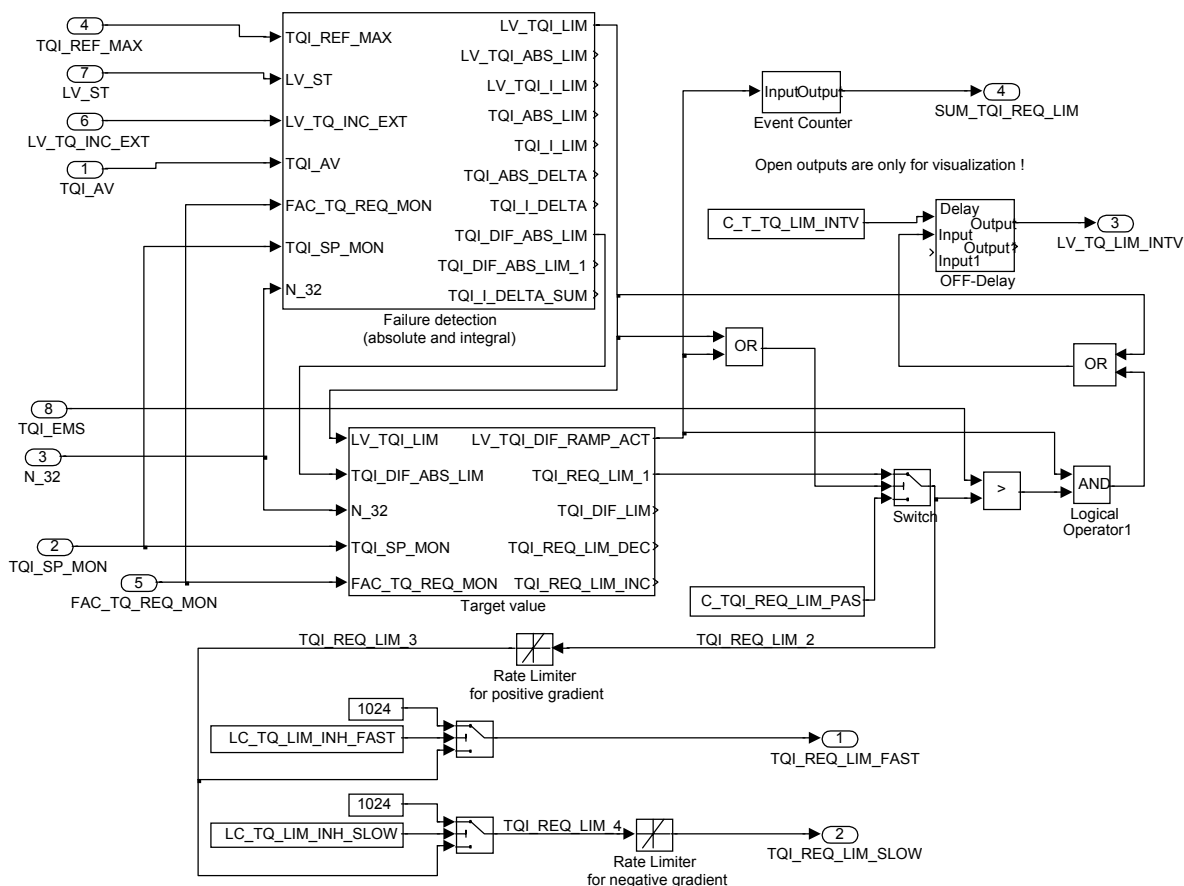 4
TQI_REF_MAX
7
LV_ST
6
LV_TQ_INC_EXT
1
TQI_AV
TQI_REF_MAX
LV_ST
LV_TQ_INC_EXT
TQI_AV
FAC_TQ_REQ_MON
TQI_SP_MON
N_32
LV_TQI_LIM
LV_TQI_ABS_LIM
LV_TQI_I_LIM
TQI_ABS_LIM
TQI_I_LIM
TQI_ABS_DELTA
TQI_I_DELTA
TQI_DIF_ABS_LIM
TQI_DIF_ABS_LIM_1
TQI_I_DELTA_SUM
Failure detection
(absolute and integral)
InputOutput
Event Counter
4
SUM_TQI_REQ_LIM
Open outputs are only for visualization !
C_T_TQ_LIM_INTV
Delay
Input
Input1
Output
Output1
OFF-Delay
3
LV_TQ_LIM_INTV
OR
OR
8
TQI_EMS
3
N_32
2
TQI_SP_MON
5
FAC_TQ_REQ_MON
LV_TQI_LIM
TQI_DIF_ABS_LIM
N_32
TQI_SP_MON
FAC_TQ_REQ_MON
LV_TQI_DIF_RAMP_ACT
TQI_REQ_LIM_1
TQI_DIF_LIM
TQI_REQ_LIM_DEC
TQI_REQ_LIM_INC
Target value
Switch
>
AND
Logical
Operator1
C_TQI_REQ_LIM_PAS
TQI_REQ_LIM_3
TQI_REQ_LIM_2
Rate Limiter
for positive gradient
1024
LC_TQ_LIM_INH_FAST
1
TQI_REQ_LIM_FAST
1024
LC_TQ_LIM_INH_SLOW
TQI_REQ_LIM_4
Rate Limiter
for negative gradient
2
TQI_REQ_LIM_SLOW